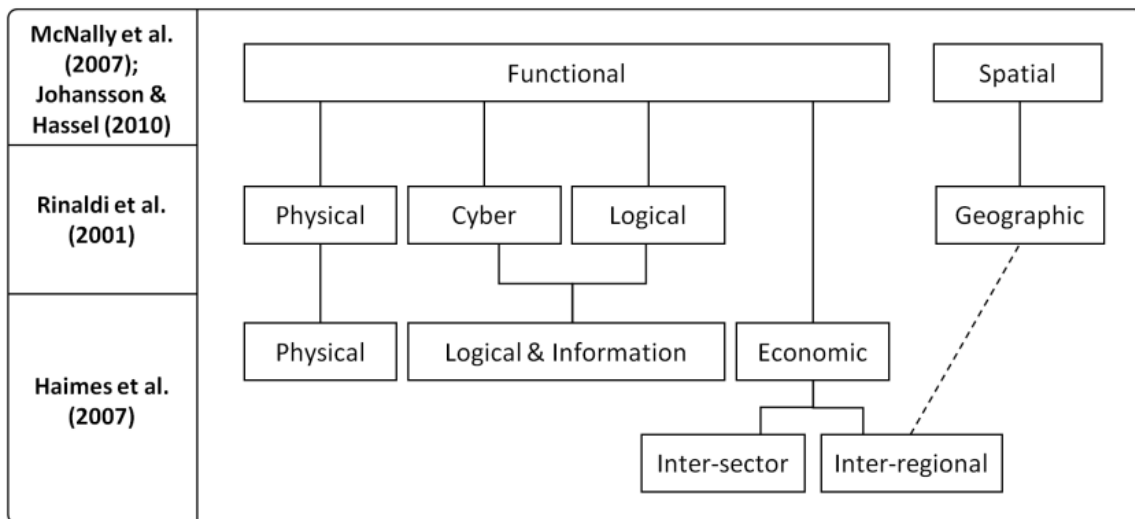 McNally et al.
(2007);
Johansson &
Hassel (2010)
Functional
Spatial
Rinaldi et al.
(2001)
Physical
Cyber
Logical
Geographic
Haimes et al.
(2007)
Physical
Logical & Information
Economic
Inter-sector
Inter-regional